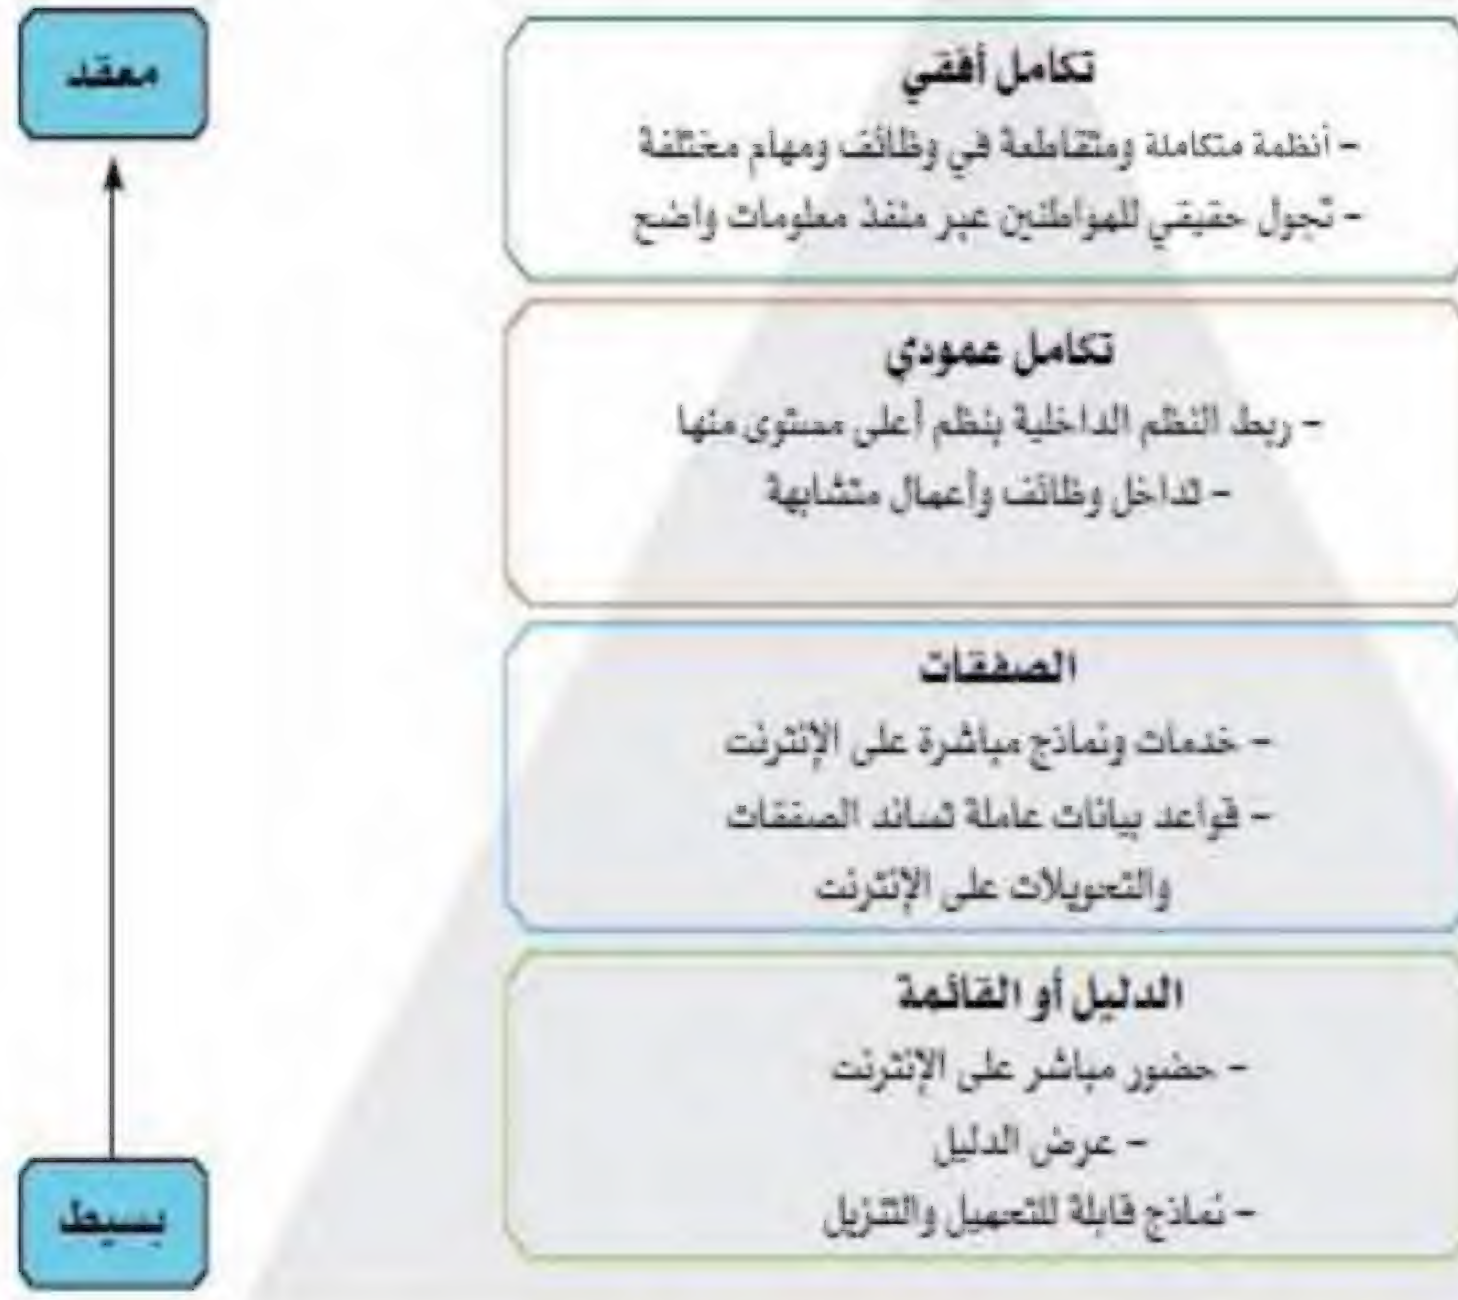 معقد
تكامل أفقي
- أنظمة متكاملة ومتقاطعة في وظائف ومهام مختلفة
- تجول حقيقي للمواطنين عبر منفذ معلومات واضح
تكامل عمودي
- ربط النظم الداخلية بنظم أعلى مستوى منها
- تداخل وظائف وأعمال متشابهة
الصفقات
- خدمات ونماذج مباشرة على الإنترنت
- قواعد بيانات عاملة تساند الصفقات
والتحويلات على الإنترنت
الدليل أو القائمة
- حضور مباشر على الإنترنت
- عرض الدليل
- نماذج قابلة للتحميل والتنزيل
بسيط